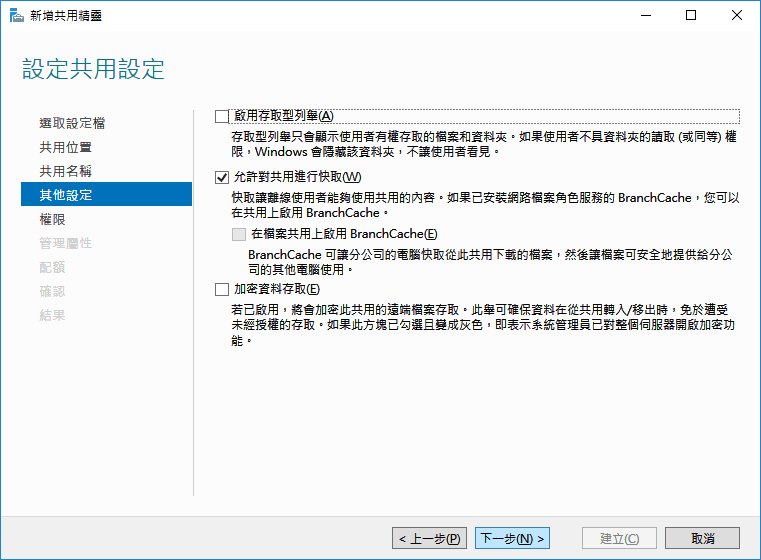 新增共用精靈
設定共用設定
選取設定檔
共用位置
共用名稱
其他設定
權限
管理屬性
配額
確認
結果
啟用存取型列舉(A)
存取型列舉只會顯示使用者有權存取的檔案和資料夾。如果使用者不具資料夾的讀取 (或同等) 權
限，Windows 會隱藏該資料夾，不讓使用者看見。
允許對共用進行快取(W)
快取讓離線使用者能夠使用共用的內容。如果已安裝網路檔案角色服務的 BranchCache，您可以
在共用上啟用 BranchCache。
在檔案共用上啟用 BranchCache(E)
BranchCache 可讓分公司的電腦快取從此共用下載的檔案，然後讓檔案可安全地提供給分公
司的其他電腦使用。
加密資料存取(E)
若已啟用，將會加密此共用的遠端檔案存取。此舉可確保資料在從共用轉入/移出時，免於遭受
未經授權的存取。如果此方塊已勾選且變成灰色，即表示系統管理員已對整個伺服器開啟加密功
能。
< 上一步(P)
下一步(N) >
建立(C)
取消